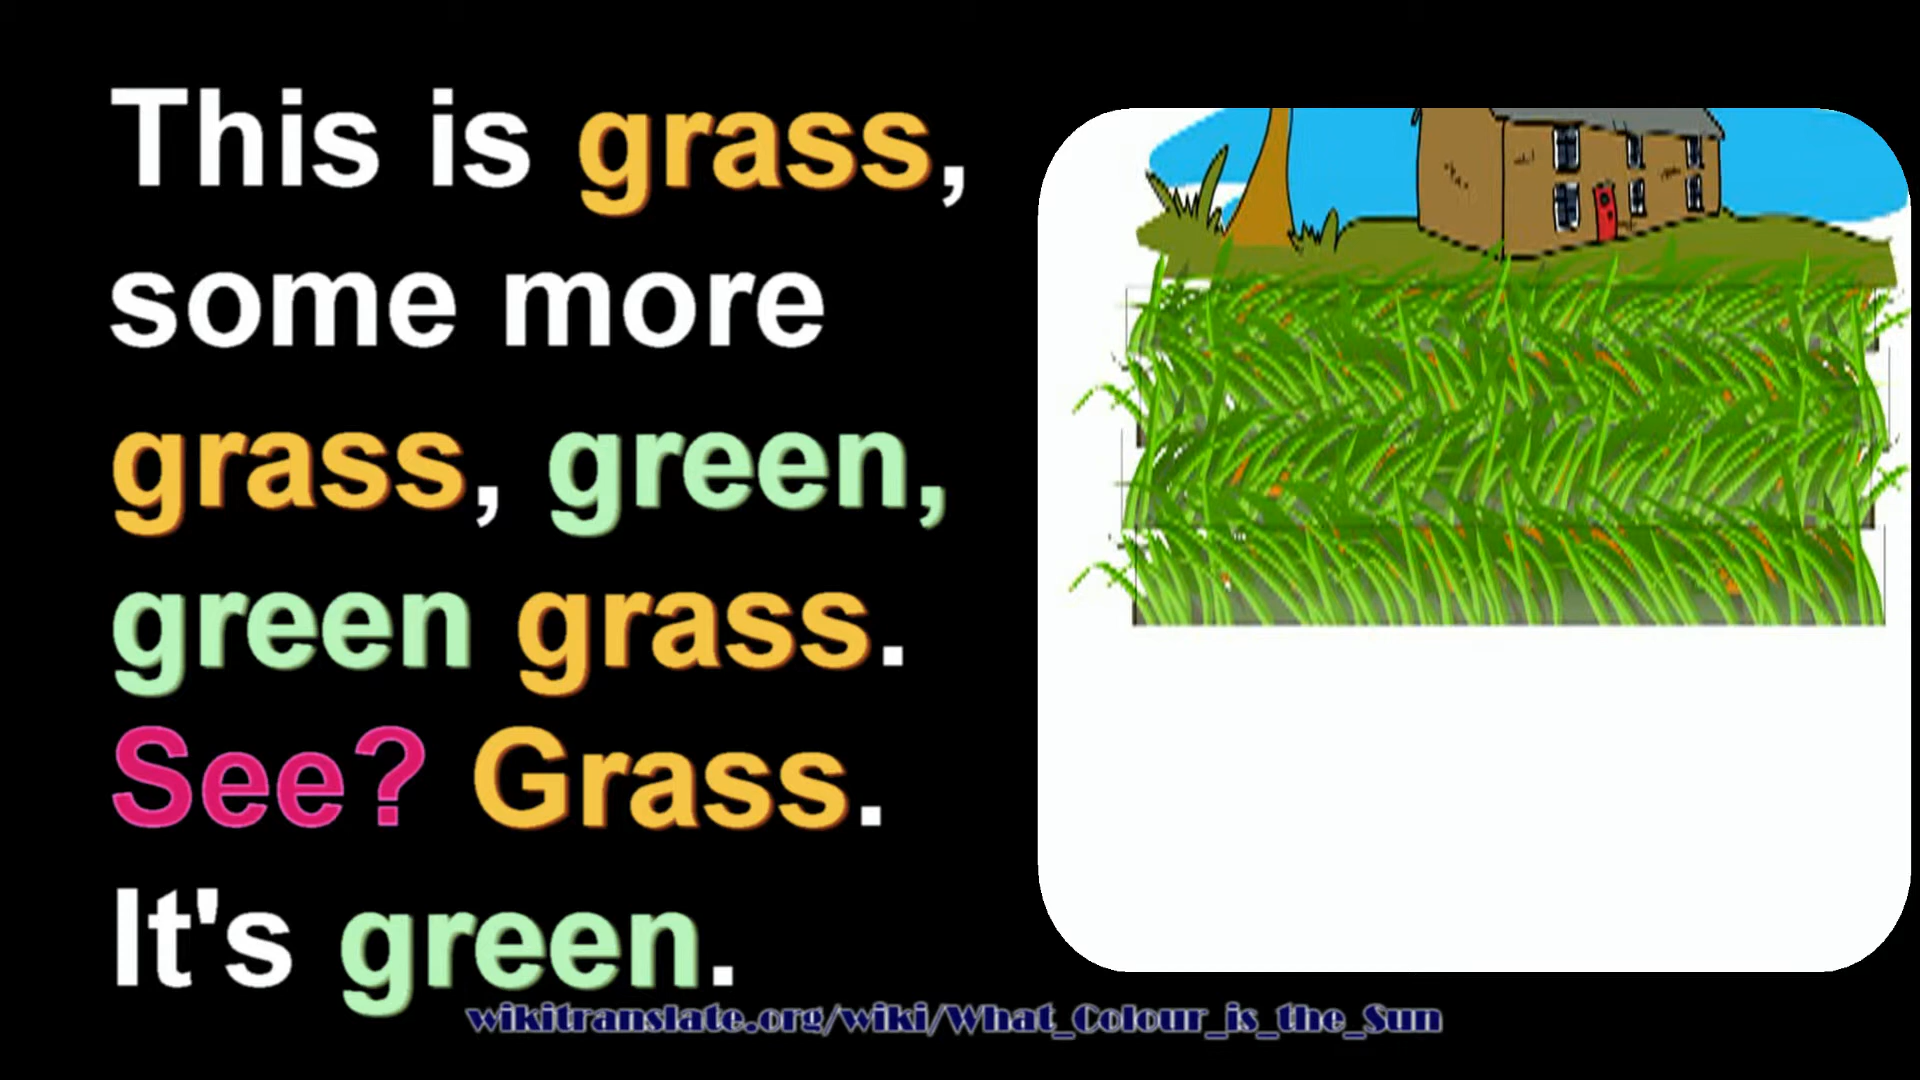 This is grass,
some more
grass, green,
green grass.
See? Grass.
It's green.
wikitranslate.org/wiki/What_Colour_is_the_Sun